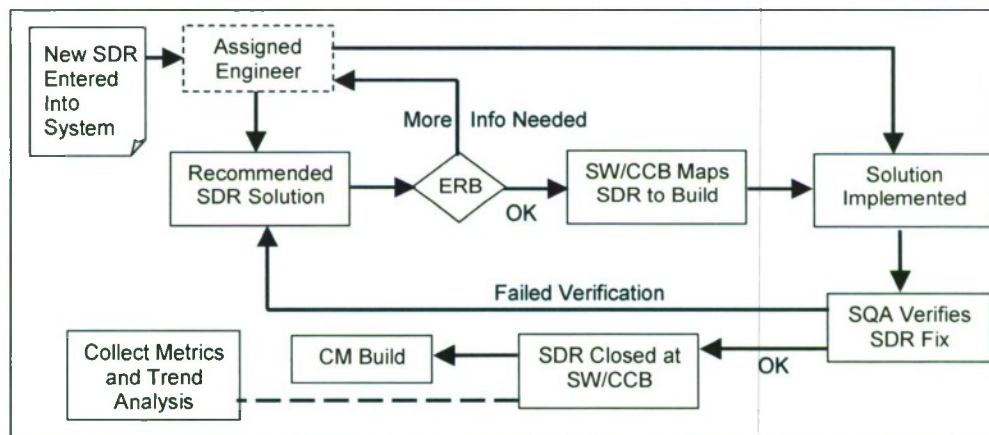 New SDR
Entered
Into
System
Assigned
Engineer
More Info Needed
Recommended
SDR Solution
ERB
OK
SW/CCB Maps
SDR to Build
Solution
Implemented
Failed Verification
SQA Verifies
SDR Fix
OK
SDR Closed at
SW/CCB
CM Build
Collect Metrics
and Trend
Analysis